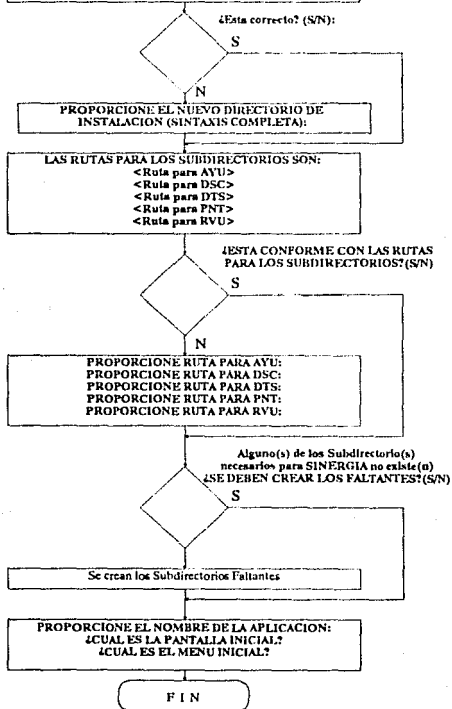 ¿Esta correcto? (S/N):
S
N
PROPORCIONE EL NUEVO DIRECTORIO DE
INSTALACION (SINTAXIS COMPLETA):
LAS RUTAS PARA LOS SUBDIRECTORIOS SON:
<Ruta para AYU>
<Ruta para DSC>
<Ruta para DTS>
<Ruta para PNT>
<Ruta para RVU>
¿ESTA CONFORME CON LAS RUTAS
PARA LOS SUBDIRECTORIOS?(S/N)
S
N
PROPORCIONE RUTA PARA AYU:
PROPORCIONE RUTA PARA DSC:
PROPORCIONE RUTA PARA DTS:
PROPORCIONE RUTA PARA PNT:
PROPORCIONE RUTA PARA RVU:
Alguno(s) de los Subdirectorio(s)
necesarios para SINERGIA no existe(n)
¿SE DEBEN CREAR LOS FALTANTES?(S/N)
S
Se crean los Subdirectorios Faltantes
PROPORCIONE EL NOMBRE DE LA APLICACION:
¿CUAL ES LA PANTALLA INICIAL?
¿CUAL ES EL MENU INICIAL?
F I N